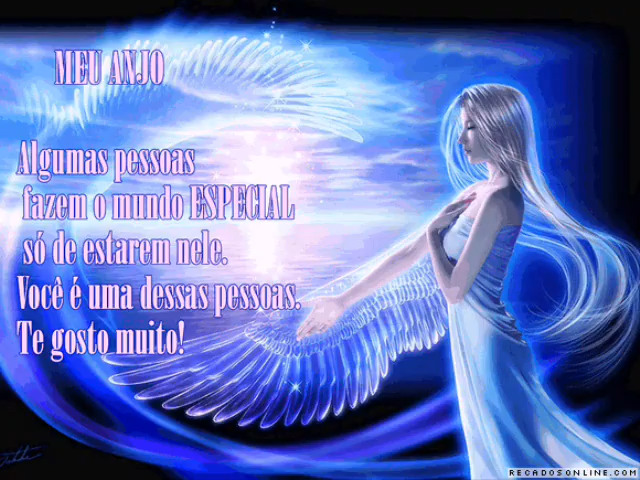 MEU ANJO
Algumas pessoas
fazem o mundo ESPECIAL
só de estarem nele.
Você é uma dessas pessoas.
Te gosto muito!
RECADOSONLINE.COM